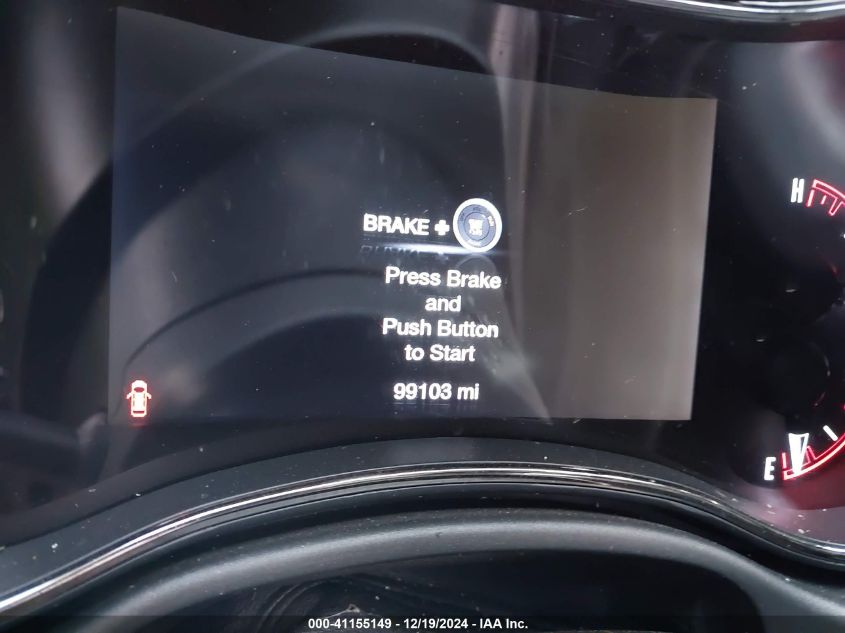 H
BRAKE +
Press Brake
and
Push Button
to Start
99103 mi
E
000-41155149 - 12/19/2024 - IAA Inc.